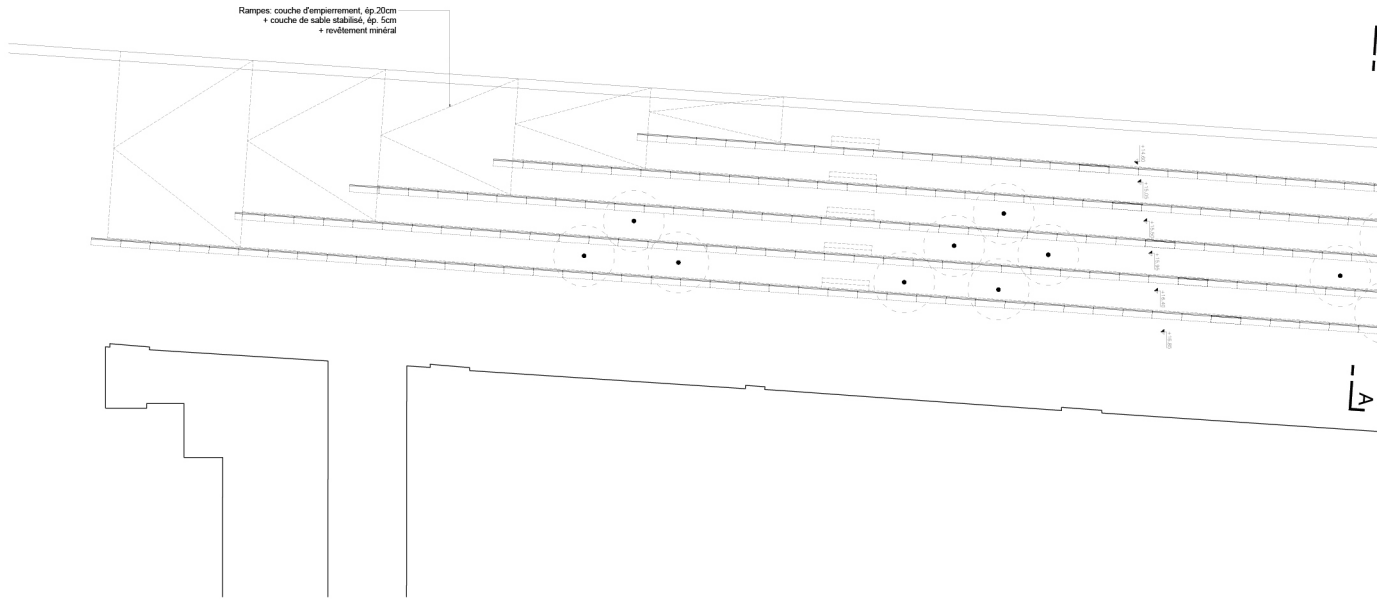 Rampes: couche d'empierrement, ép.20cm
+ couche de sable stabilisé, ép. 5cm
+ revêtement minéral
A